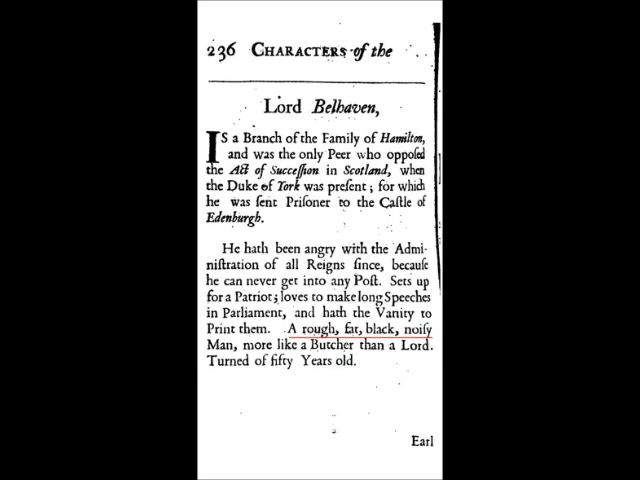 236 CHARACTERS of the
Lord Belhaven,
IS a Branch of the Family of Hamilton,
and was the only Peer who oppoſed
the Act of Succeſſion in Scotland, when
the Duke of York was preſent; for which
he was ſent Priſoner to the Caſtle of
Edenburgh.
He hath been angry with the Admi-
niſtration of all Reigns ſince, becauſe
he can never get into any Poſt. Sets up
for a Patriot; loves to make long Speeches
in Parliament, and hath the Vanity to
Print them. A rough, fat, black, noiſy
Man, more like a Butcher than a Lord.
Turned of fifty Years old.
Earl